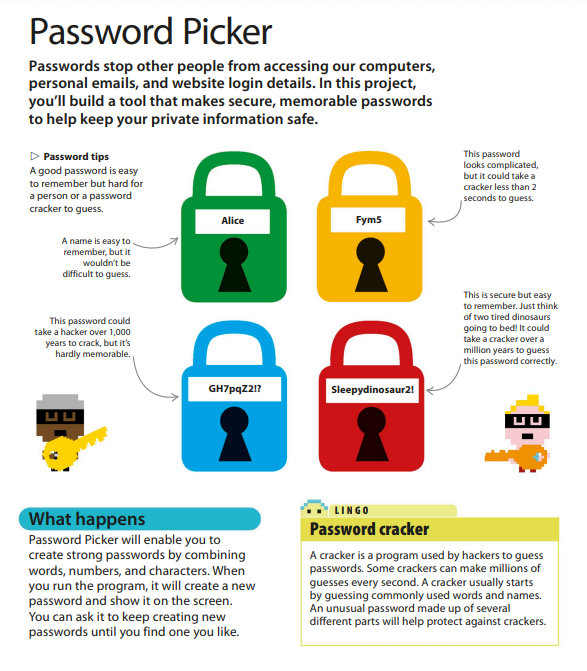 Password Picker
Passwords stop other people from accessing our computers,
personal emails, and website login details. In this project,
you'll build a tool that makes secure, memorable passwords
to help keep your private information safe.
▷ Password tips
A good password is easy
to remember but hard for
a person or a password
cracker to guess.
A name is easy to
remember, but it
wouldn't be
difficult to guess.
Alice
Fym5
This password
looks complicated,
but it could take a
cracker less than 2
seconds to guess.
This password could
take a hacker over 1,000
years to crack, but it's
hardly memorable.
GH7pqZ2!?
Sleepydinosaur2!
This is secure but easy
to remember. Just think
of two tired dinosaurs
going to bed! It could
take a cracker over a
million years to guess
this password correctly.
What happens
Password Picker will enable you to
create strong passwords by combining
words, numbers, and characters. When
you run the program, it will create a new
password and show it on the screen.
You can ask it to keep creating new
passwords until you find one you like.
LINGO
Password cracker
A cracker is a program used by hackers to guess
passwords. Some crackers can make millions of
guesses every second. A cracker usually starts
by guessing commonly used words and names.
An unusual password made up of several
different parts will help protect against crackers.